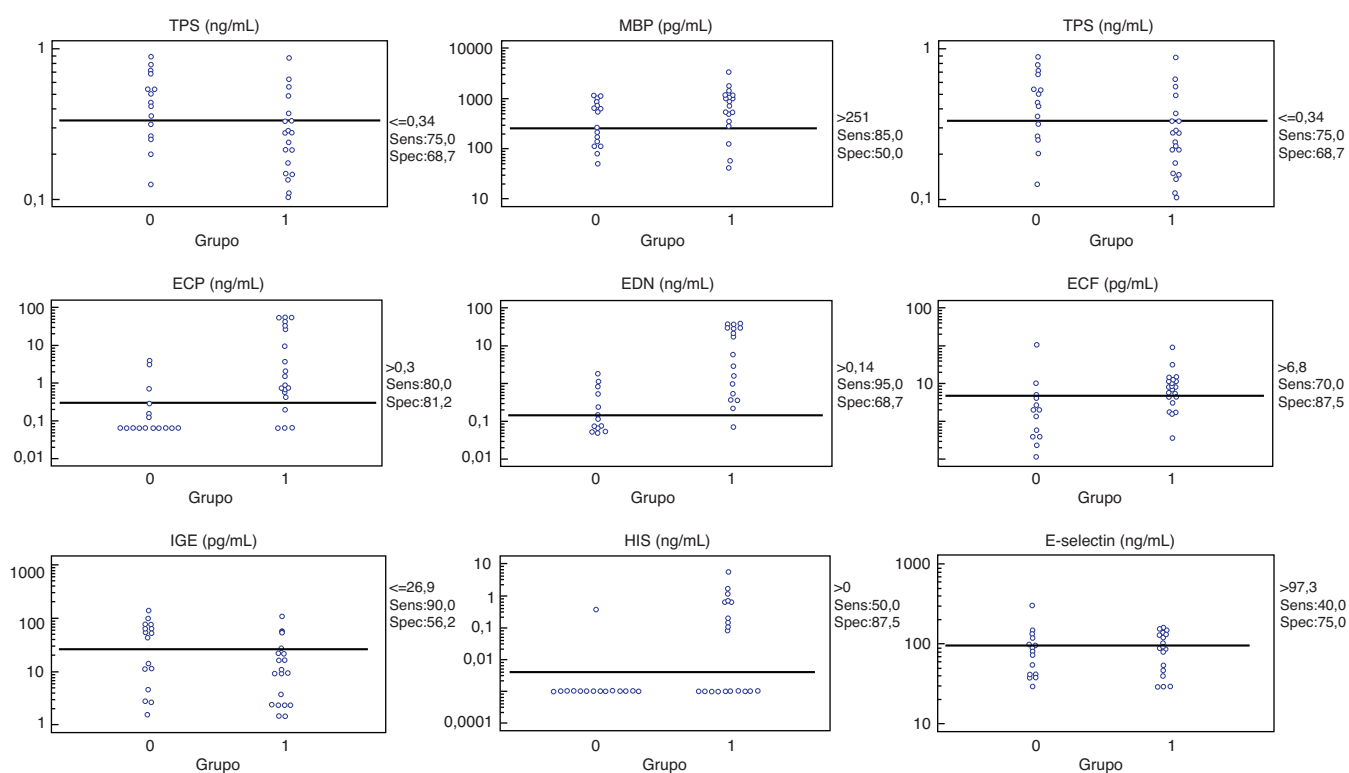 TPS (ng/mL)
1
0,1
0
1
Grupo
<=0,34
Sens:75,0
Spec:68,7
MBP (pg/mL)
10000
1000
100
10
0
1
Grupo
>251
Sens:85,0
Spec:50,0
TPS (ng/mL)
1
0,1
0
1
Grupo
<=0,34
Sens:75,0
Spec:68,7
ECP (ng/mL)
100
10
1
0,1
0,01
0
1
Grupo
>0,3
Sens:80,0
Spec:81,2
EDN (ng/mL)
100
10
1
0,1
0,01
0
1
Grupo
>0,14
Sens:95,0
Spec:68,7
ECF (pg/mL)
100
10
0
1
Grupo
>6,8
Sens:70,0
Spec:87,5
IGE (pg/mL)
1000
100
10
1
0
1
Grupo
<=26,9
Sens:90,0
Spec:56,2
HIS (ng/mL)
10
1
0,1
0,01
0,0001
0
1
Grupo
>0
Sens:50,0
Spec:87,5
E-selectin (ng/mL)
1000
100
10
0
1
Grupo
>97,3
Sens:40,0
Spec:75,0